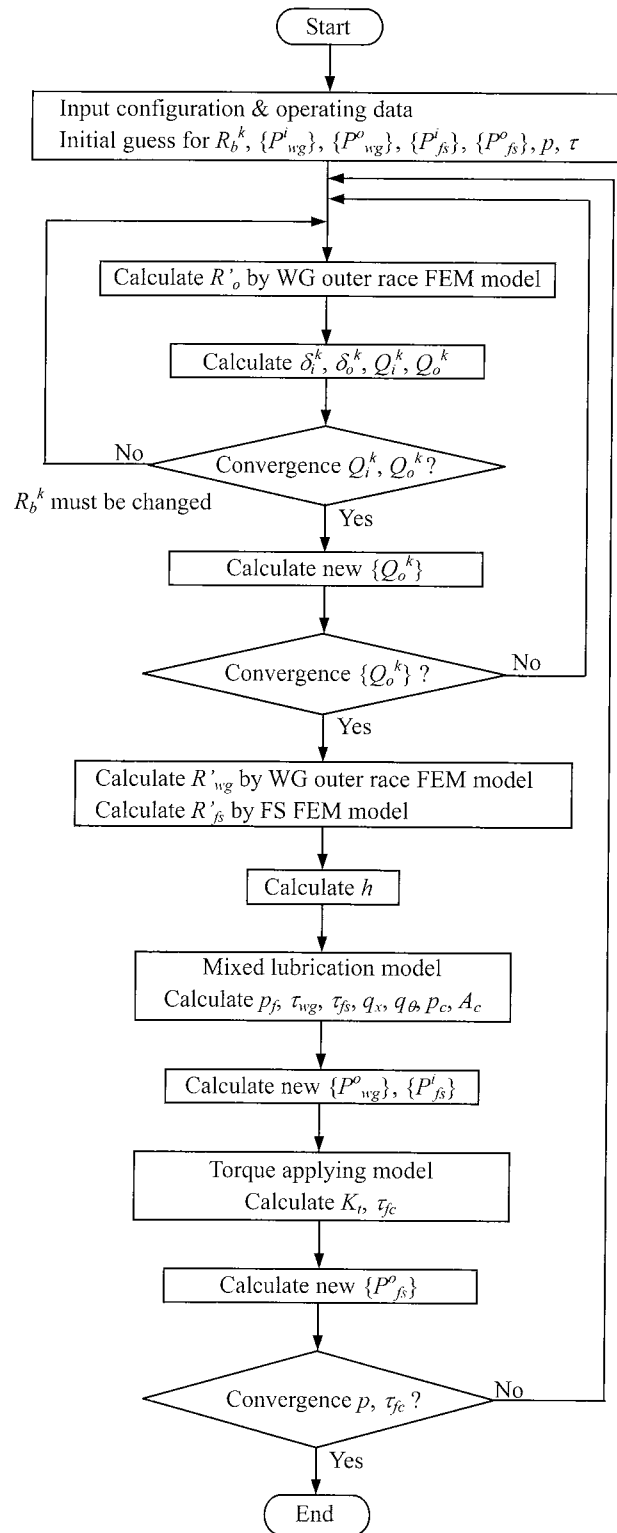 Start
Input configuration & operating data
Initial guess for R_b^k, {P^i_wg}, {P^o_wg}, {P^i_fs}, {P^o_fs}, p, τ
Calculate R'_o by WG outer race FEM model
Calculate δ_i^k, δ_o^k, Q_i^k, Q_o^k
No
Convergence Q_i^k, Q_o^k?
R_b^k must be changed
Yes
Calculate new {Q_o^k}
Convergence {Q_o^k} ?
No
Yes
Calculate R'_wg by WG outer race FEM model
Calculate R'_fs by FS FEM model
Calculate h
Mixed lubrication model
Calculate p_f, τ_wg, τ_fs, q_x, q_θ, p_c, A_c
Calculate new {P^o_wg}, {P^i_fs}
Torque applying model
Calculate K_t, τ_fc
Calculate new {P^o_fs}
Convergence p, τ_fc ?
No
Yes
End